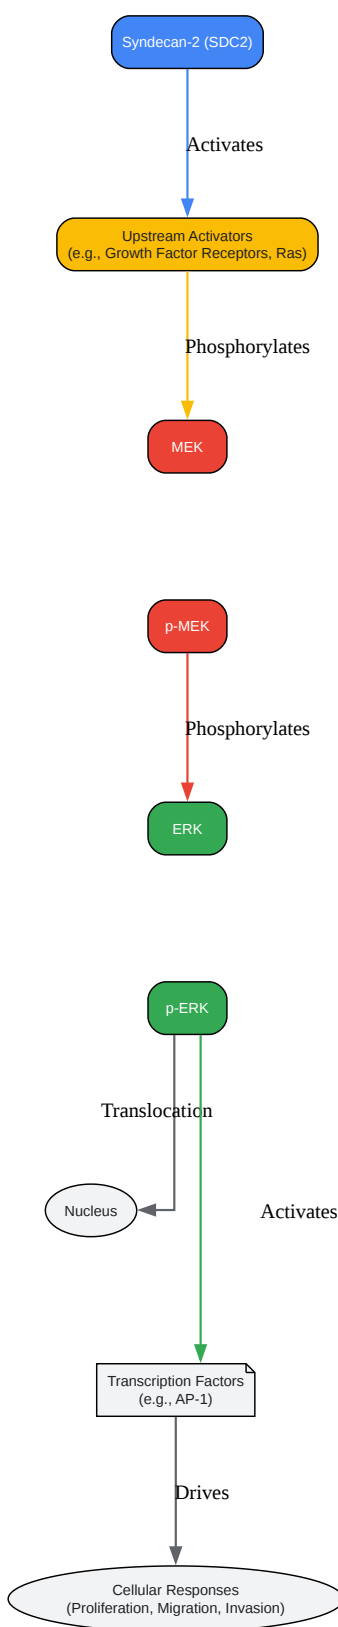 Syndecan-2 (SDC2)
Activates
Upstream Activators
(e.g., Growth Factor Receptors, Ras)
Phosphorylates
MEK
p-MEK
Phosphorylates
ERK
p-ERK
Translocation
Nucleus
Activates
Transcription Factors
(e.g., AP-1)
Drives
Cellular Responses
(Proliferation, Migration, Invasion)